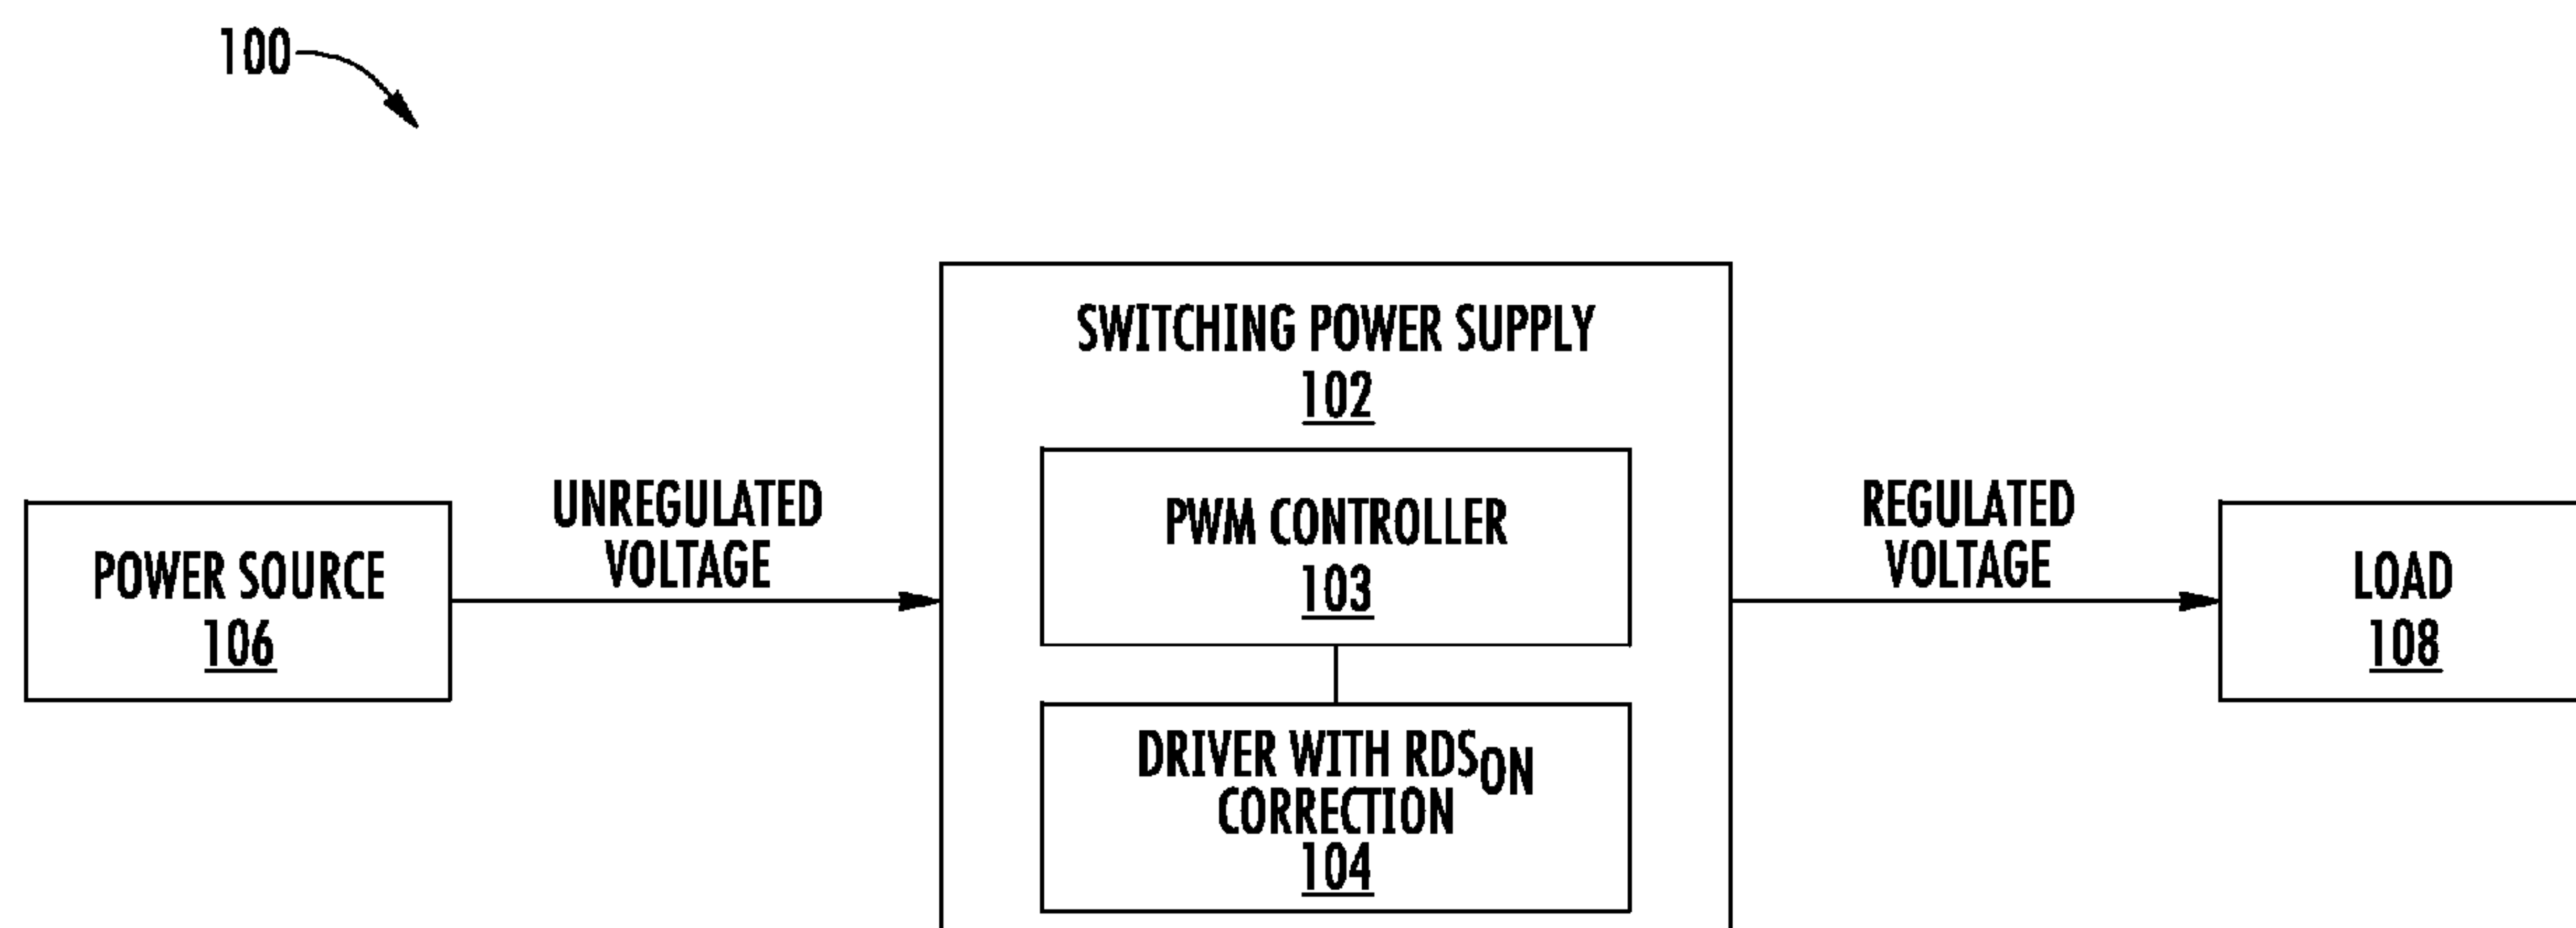 100
SWITCHING POWER SUPPLY
102
POWER SOURCE
106
UNREGULATED
VOLTAGE
PWM CONTROLLER
103
DRIVER WITH RDSON
CORRECTION
104
REGULATED
VOLTAGE
LOAD
108